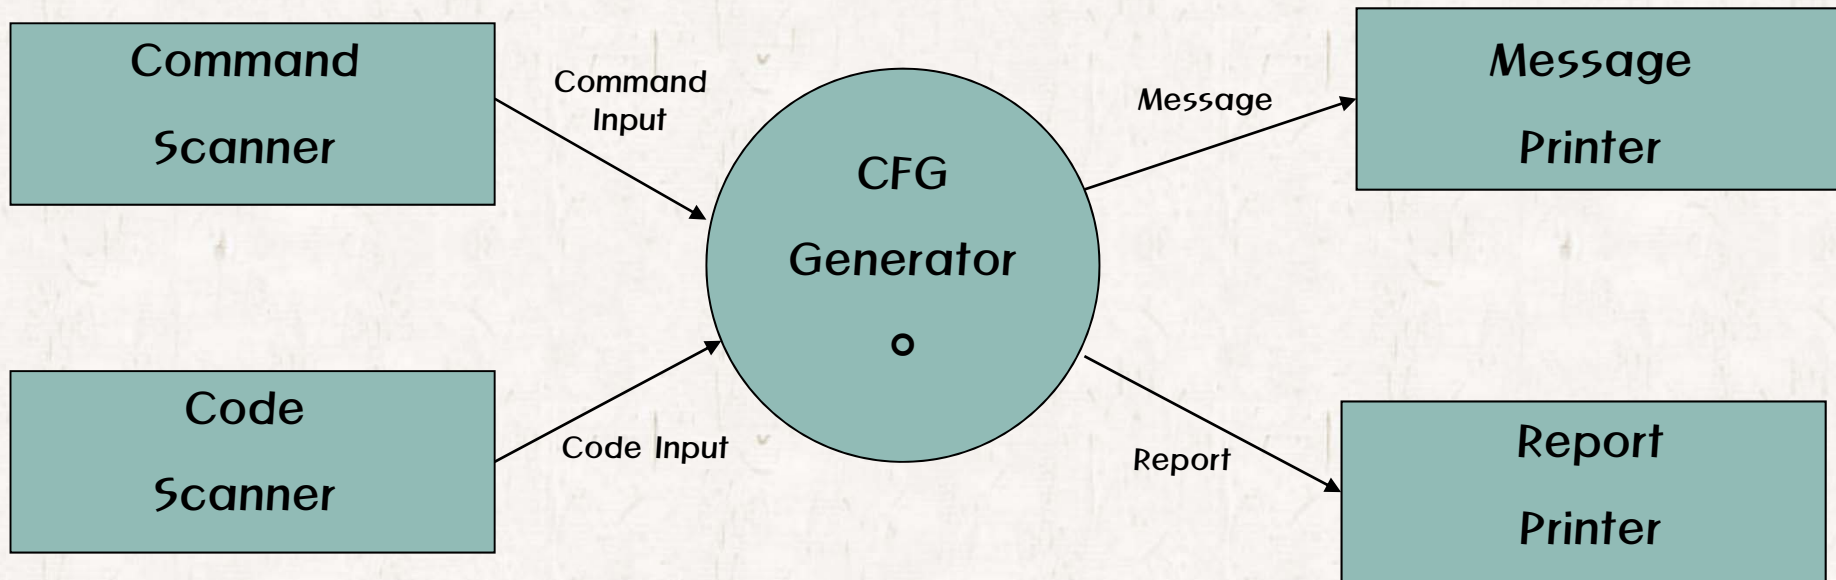 Command
Scanner
Command
Input
CFG
Generator
0
Message
Message
Printer
Code
Scanner
Code Input
Report
Report
Printer